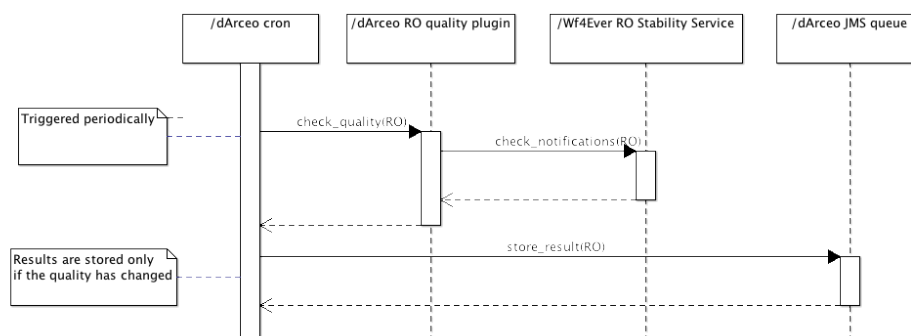 /dArceo cron
/dArceo RO quality plugin
/Wf4Ever RO Stability Service
/dArceo JMS queue
Triggered periodically
check_quality(RO)
check_notifications(RO)
Results are stored only
if the quality has changed
store_result(RO)